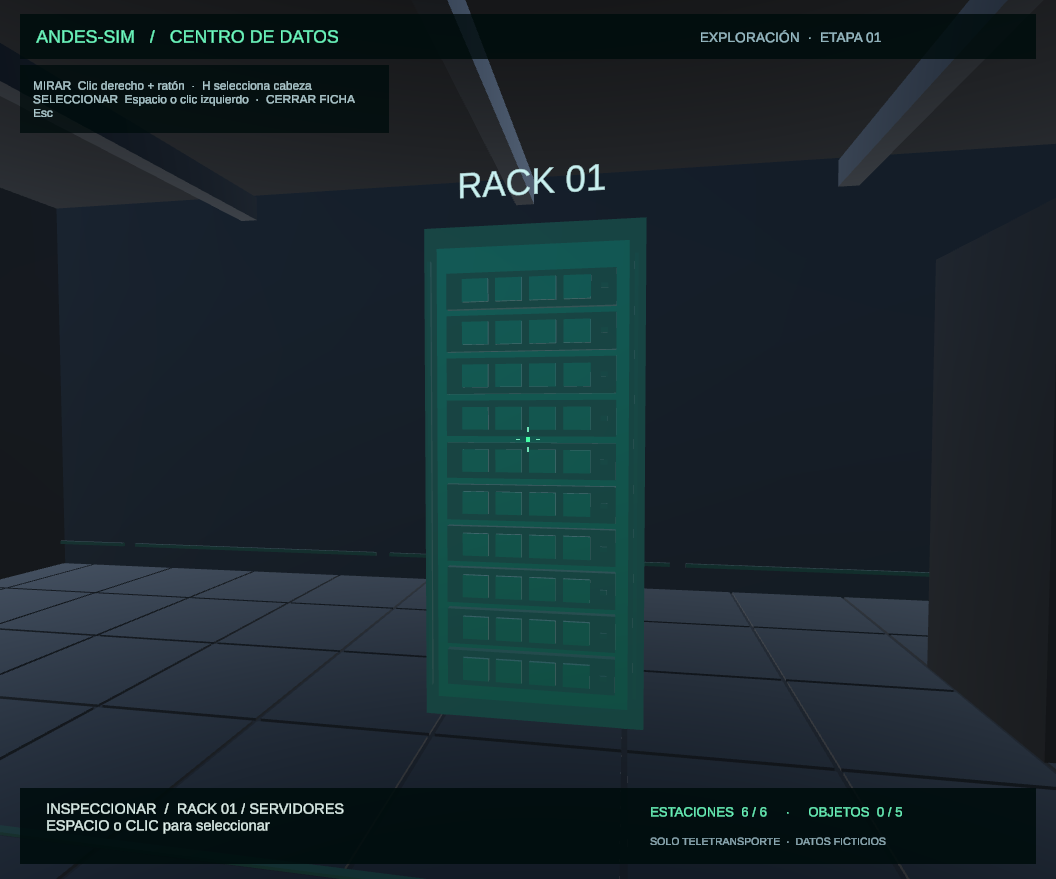 ANDES-SIM / CENTRO DE DATOS
EXPLORACIÓN · ETAPA 01
MIRAR Clic derecho + ratón · H selecciona cabeza
SELECCIONAR Espacio o clic izquierdo · CERRAR FICHA
Esc
RACK 01
INSPECCIONAR / RACK 01 / SERVIDORES
ESPACIO o CLIC para seleccionar
ESTACIONES 6 / 6 · OBJETOS 0 / 5
SOLO TELETRANSPORTE · DATOS FICTICIOS